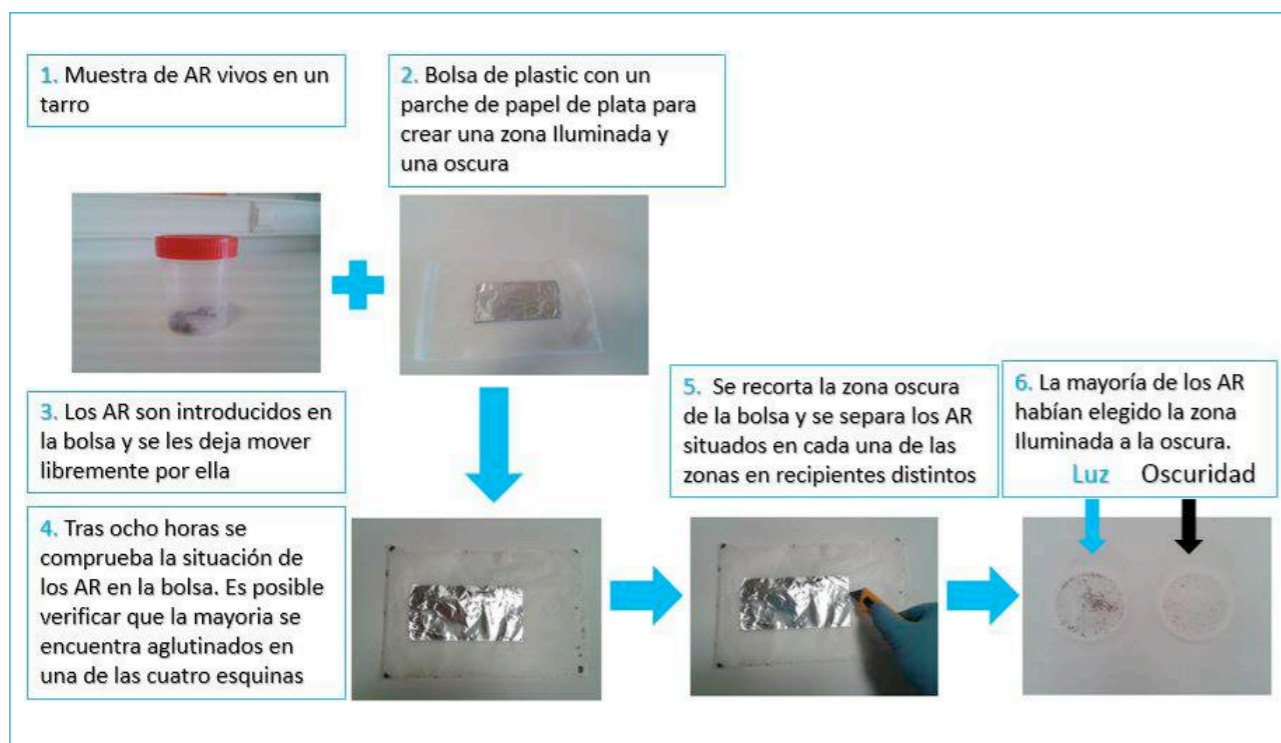 1. Muestra de AR vivos en un
tarro
2. Bolsa de plastic con un
parche de papel de plata para
crear una zona Iluminada y
una oscura
3. Los AR son introducidos en
la bolsa y se les deja mover
libremente por ella
4. Tras ocho horas se
comprueba la situación de
los AR en la bolsa. Es posible
verificar que la mayoria se
encuentra aglutinados en
una de las cuatro esquinas
5. Se recorta la zona oscura
de la bolsa y se separa los AR
situados en cada una de las
zonas en recipientes distintos
6. La mayoría de los AR
habían elegido la zona
Iluminada a la oscura.
Luz Oscuridad